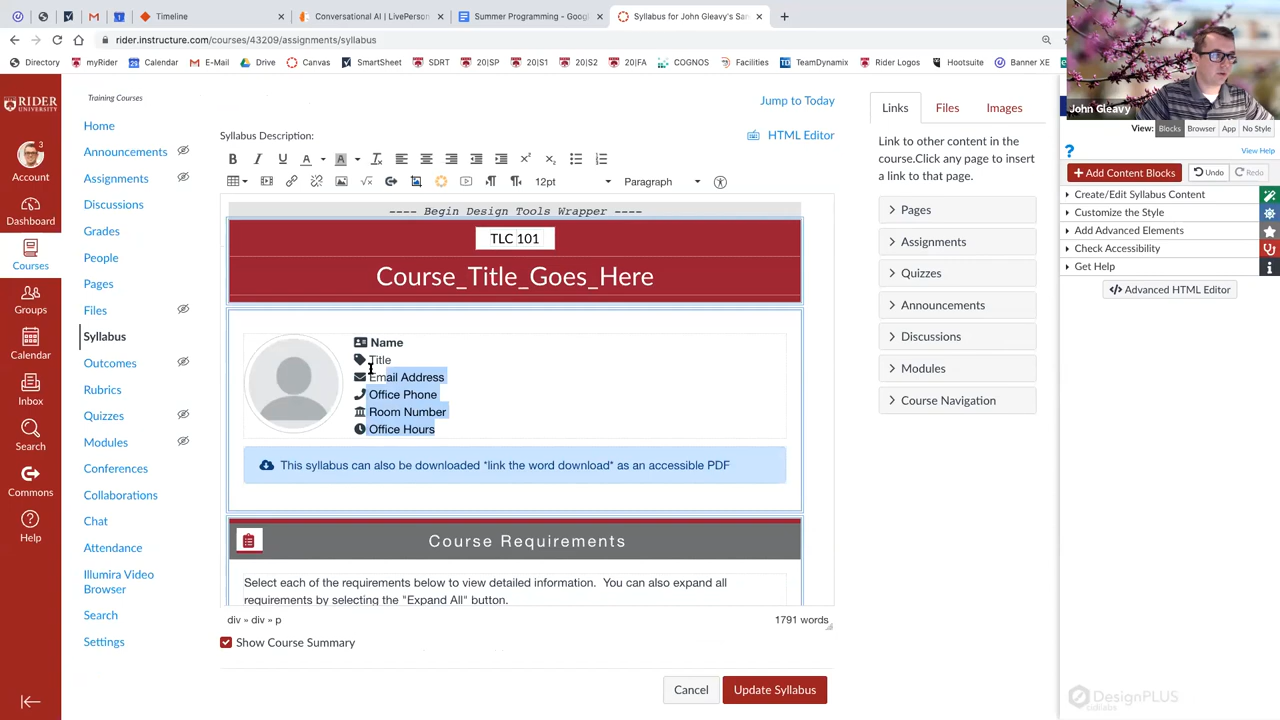 Timeline
Conversational AI | LivePerson
Summer Programming - Googl
Syllabus for John Gleavy's San
rider.instructure.com/courses/43209/assignments/syllabus
Directory myRider Calendar E-Mail Drive Canvas SmartSheet SDRT 20|SP 20|S1 20|S2 20|FA COGNOS Facilities TeamDynamix Rider Logos Hootsuite Banner XE
John Gleavy
RIDER
UNIVERSITY
3
Account
Dashboard
Courses
Groups
Calendar
Inbox
Search
Commons
Help
Training Courses
Home
Announcements
Assignments
Discussions
Grades
People
Pages
Files
Syllabus
Outcomes
Rubrics
Quizzes
Modules
Conferences
Collaborations
Chat
Attendance
Illumira Video
Browser
Search
Settings
Jump to Today
Syllabus Description:
HTML Editor
12pt
Paragraph
---- Begin Design Tools Wrapper ----
TLC 101
Course_Title_Goes_Here
Name
Title
Email Address
Office Phone
Room Number
Office Hours
This syllabus can also be downloaded *link the word download* as an accessible PDF
Course Requirements
Select each of the requirements below to view detailed information. You can also expand all
requirements by selecting the "Expand All" button.
div » div » p
1791 words
Show Course Summary
Cancel
Update Syllabus
Links
Files
Images
Link to other content in the
course.Click any page to insert
a link to that page.
Pages
Assignments
Quizzes
Announcements
Discussions
Modules
Course Navigation
View: Blocks Browser App No Style
View Help
Add Content Blocks
Undo
Redo
Create/Edit Syllabus Content
Customize the Style
Add Advanced Elements
Check Accessibility
Get Help
</> Advanced HTML Editor
DesignPLUS
cidilabs